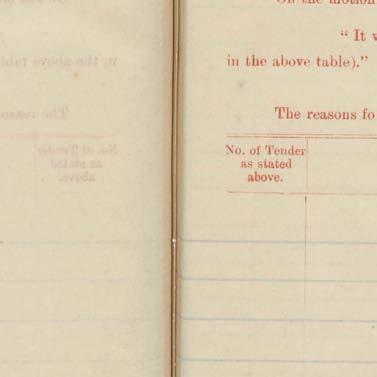 On the motion
" It
in the above table)."
The reasons fo
No. of Tender
as stated
above.